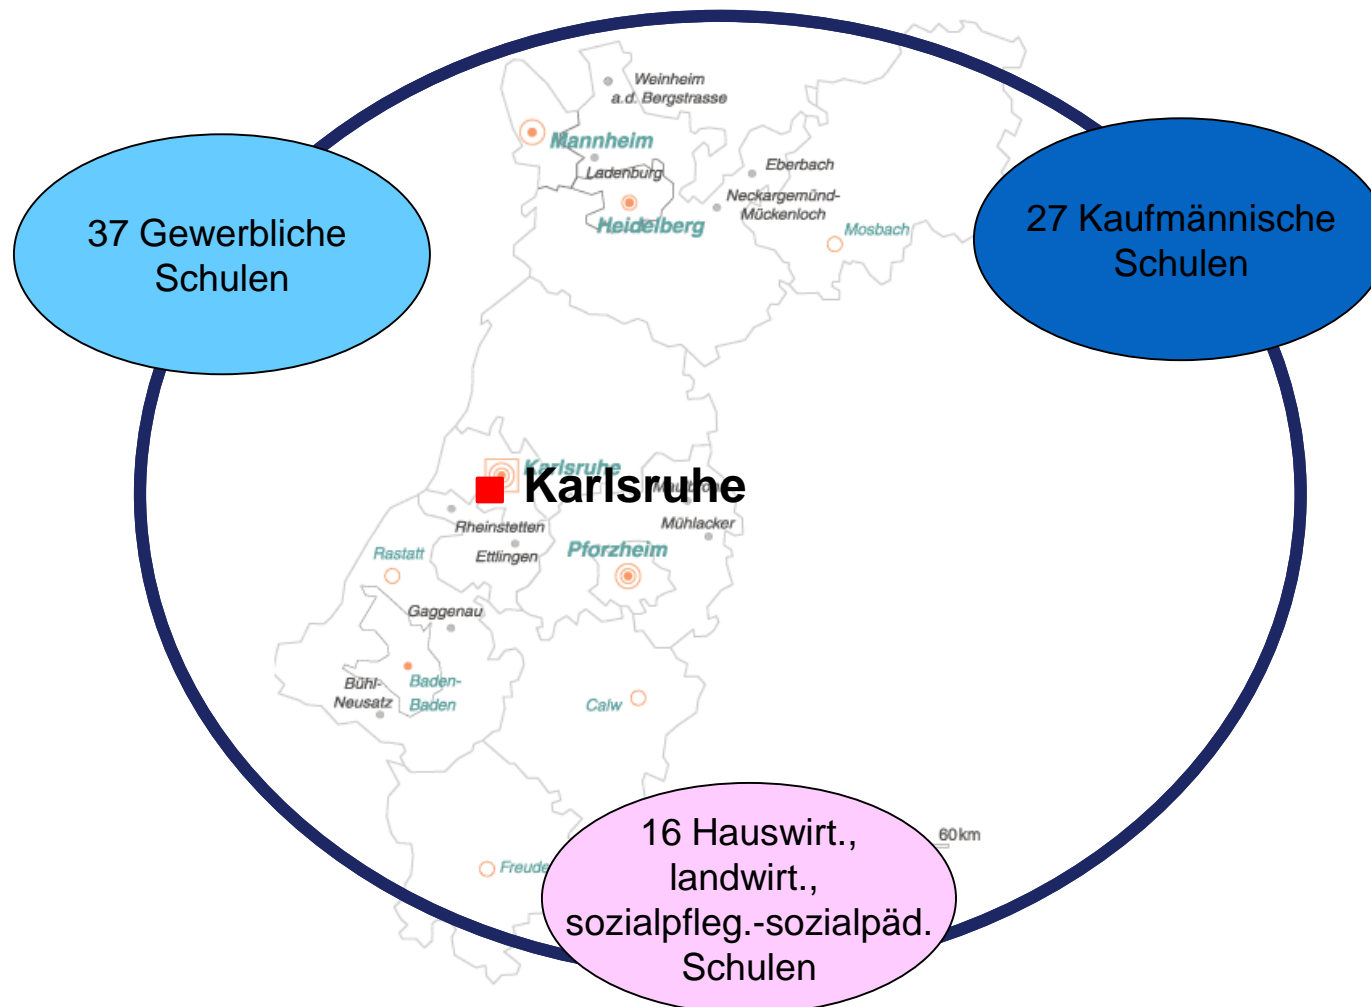 Weinheim
a.d. Bergstrasse
Mannheim
Ladenburg
Heidelberg
Eberbach
Neckargemünd-
Mückenloch
Mosbach
37 Gewerbliche
Schulen
27 Kaufmännische
Schulen
Karlsruhe
Karlsruhe
Mühlacker
Rheinstetten
Ettlingen
Pforzheim
Rastatt
Gaggenau
Bühl-
Neusatz
Baden-
Baden
Calw
60 km
16 Hauswirt.,
landwirt.,
sozialpfleg.-sozialpäd.
Schulen
Freude